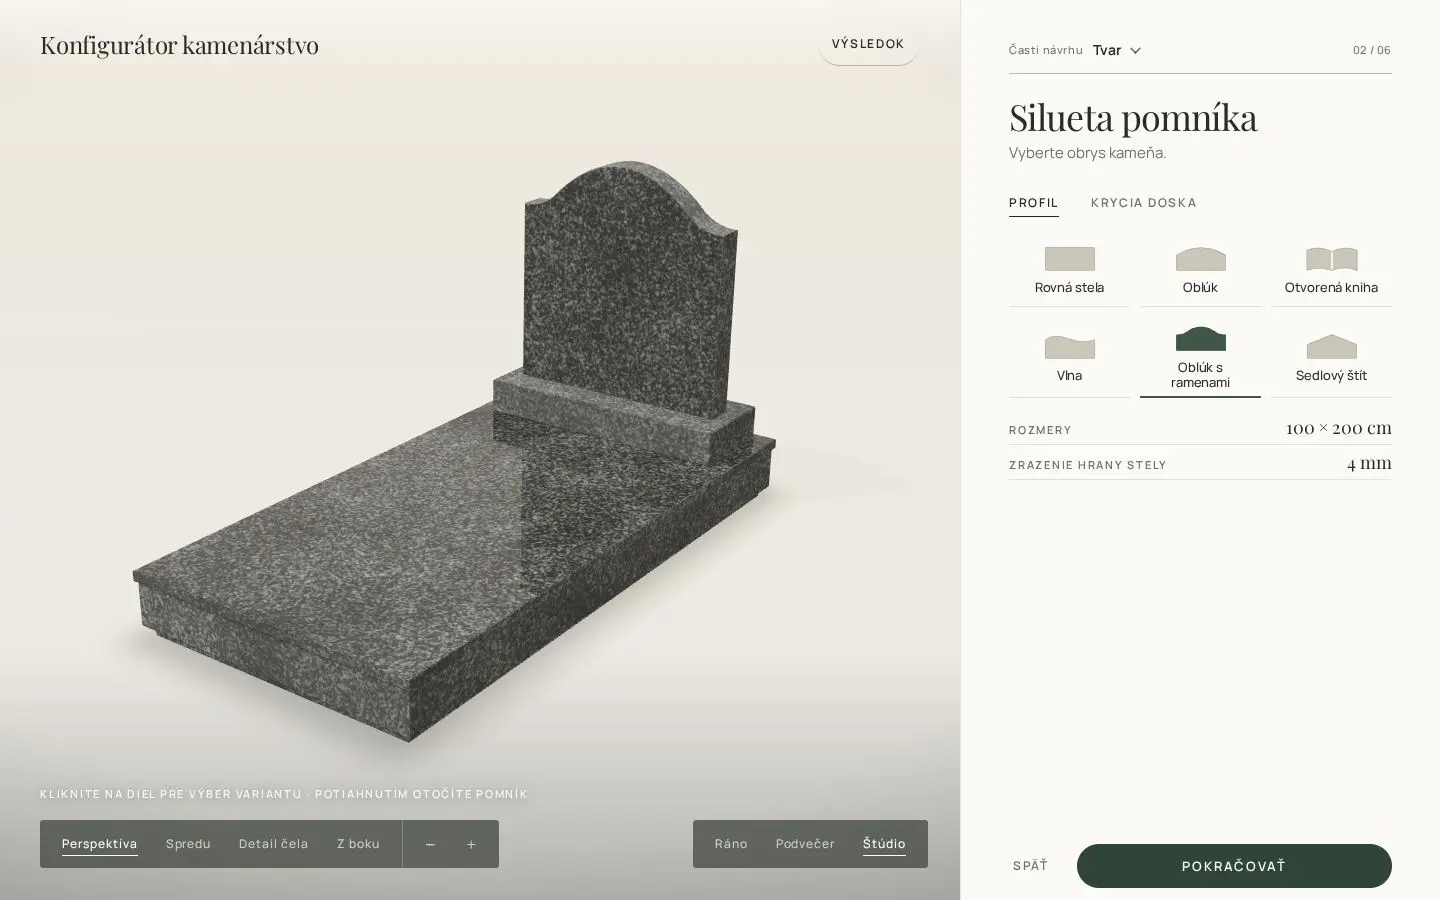 Konfigurátor kamenárstvo
VÝSLEDOK
Časti návrhu Tvar
02 / 06
Silueta pomníka
Vyberte obrys kameňa.
PROFIL
KRYCIA DOSKA
Rovná stela
Oblúk
Otvorená kniha
Vlna
Oblúk s
ramenami
Sedlový štít
ROZMERY
100 × 200 cm
ZRAZENIE HRANY STELY
4 mm
KLIKNITE NA DIEL PRE VÝBER VARIANTU · POTIAHNUTÍM OTOČÍTE POMNÍK
Perspektíva
Spredu
Detail čela
Z boku
−
+
Ráno
Podvečer
Štúdio
SPÄŤ
POKRAČOVAŤ